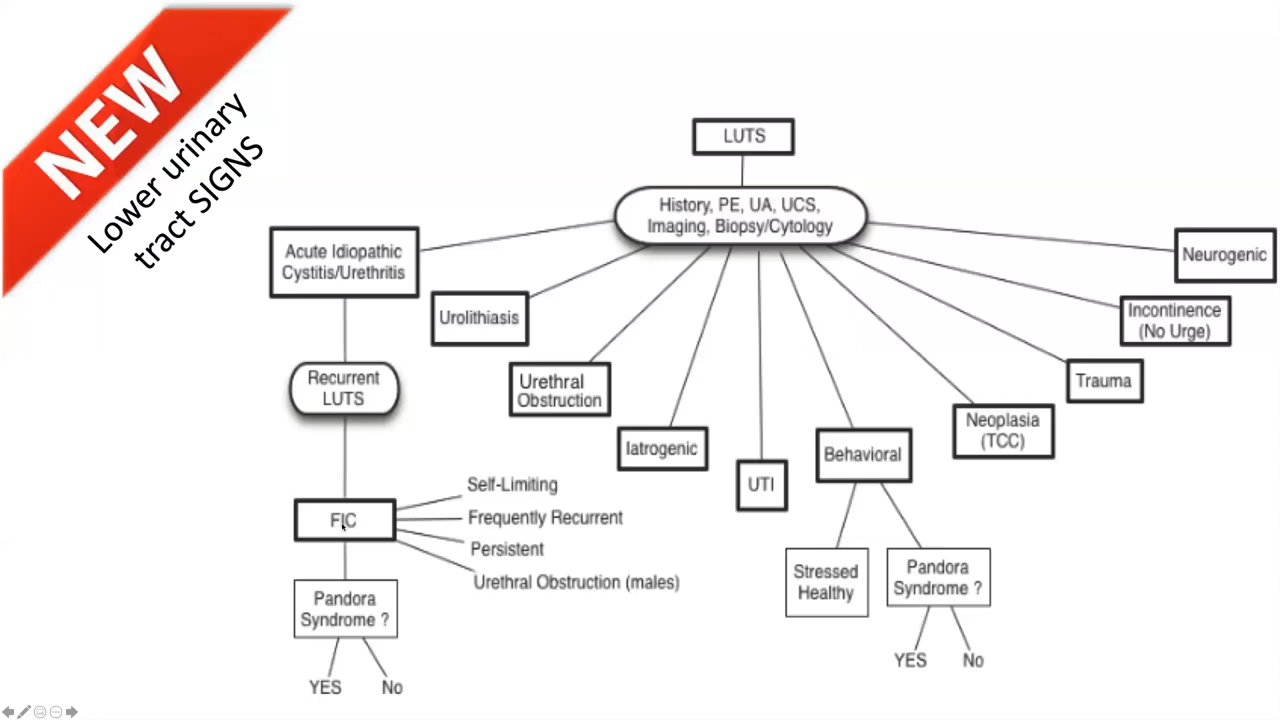 NEW
Lower urinary
tract SIGNS
LUTS
History, PE, UA, UCS,
Imaging, Biopsy/Cytology
Acute Idiopathic
Cystitis/Urethritis
Urolithiasis
Urethral
Obstruction
Iatrogenic
UTI
Behavioral
Neoplasia
(TCC)
Trauma
Incontinence
(No Urge)
Neurogenic
Recurrent
LUTS
FIC
Self-Limiting
Frequently Recurrent
Persistent
Urethral Obstruction (males)
Pandora
Syndrome ?
YES No
Stressed
Healthy
Pandora
Syndrome ?
YES No